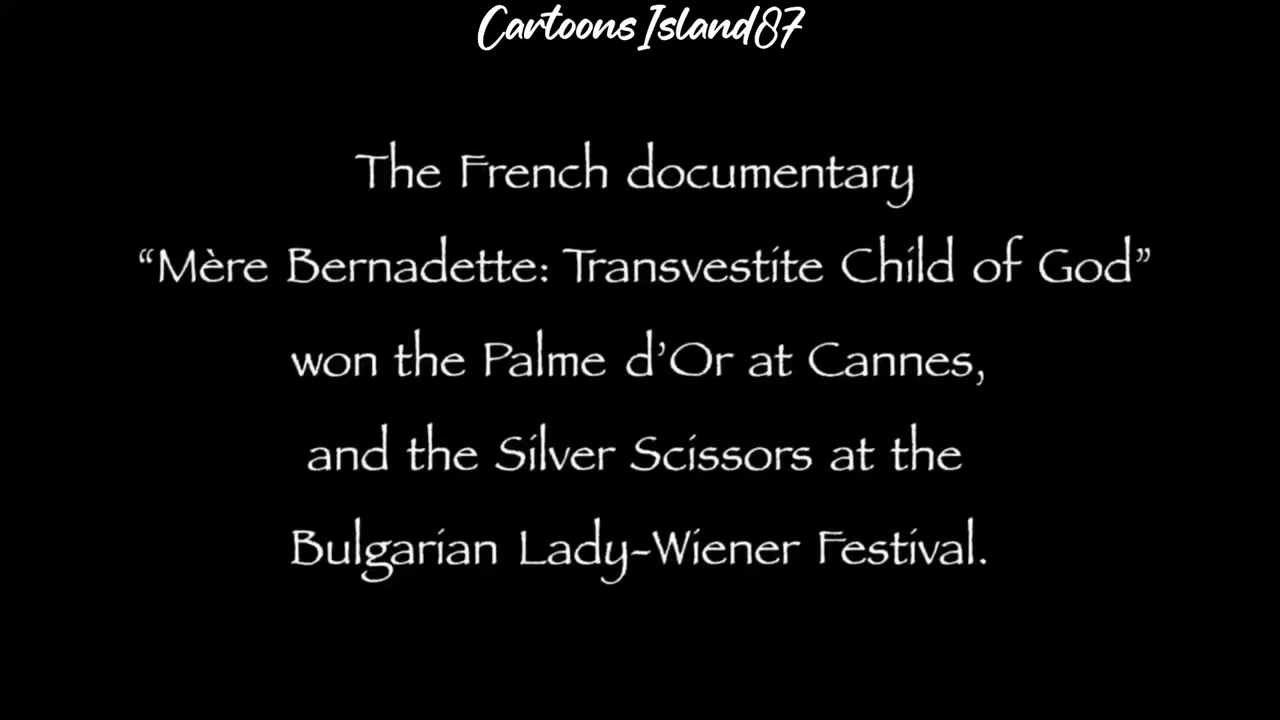 Cartoons Island87
The French documentary
“Mère Bernadette: Transvestite Child of God”
won the Palme d’Or at Cannes,
and the Silver Scissors at the
Bulgarian Lady-Wiener Festival.